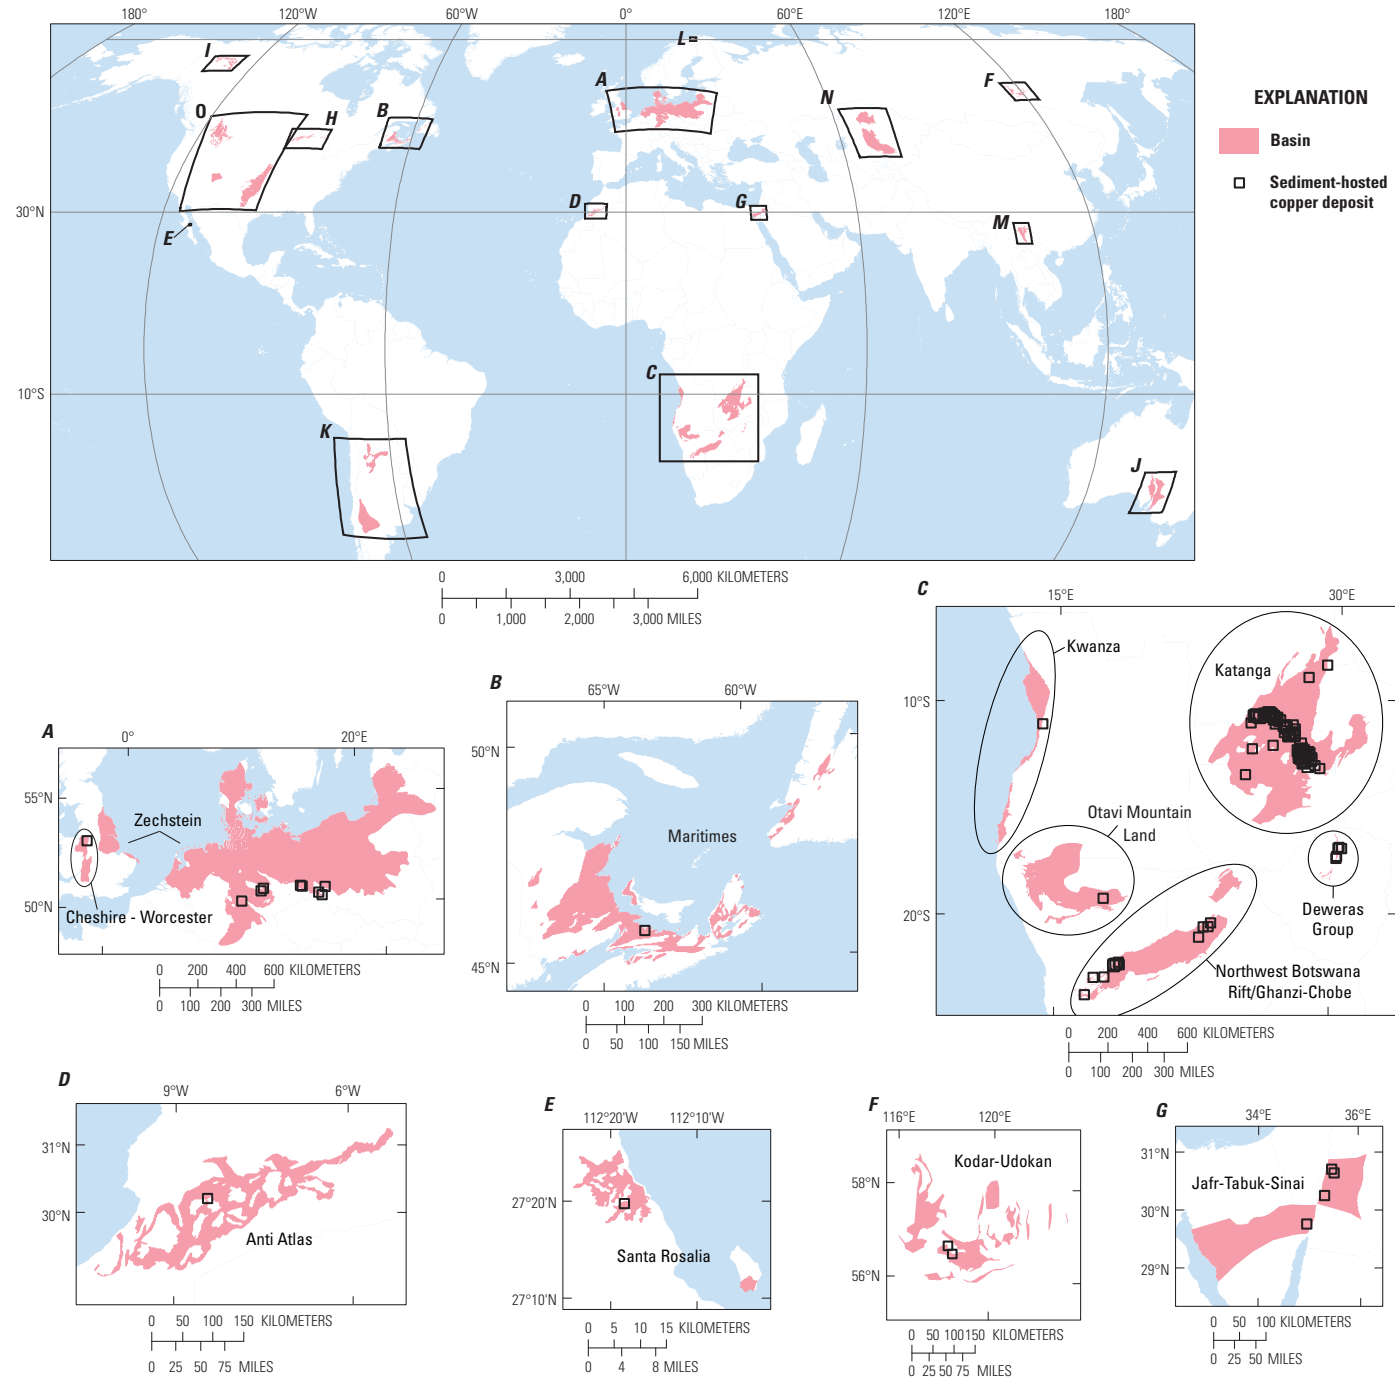 180° 120°W 60°W 0° 60°E 120°E 180°
30°N
10°S
I
O
H
B
E
L
A
D
G
N
F
M
C
K
J
EXPLANATION
Basin
Sediment-hosted
copper deposit
0 3,000 6,000 KILOMETERS
0 1,000 2,000 3,000 MILES
A
0° 20°E
55°N
50°N
Zechstein
Cheshire - Worcester
0 200 400 600 KILOMETERS
0 100 200 300 MILES
B
65°W 60°W
50°N
45°N
Maritimes
0 100 200 300 KILOMETERS
0 50 100 150 MILES
C
15°E 30°E
10°S
20°S
Kwanza
Katanga
Otavi Mountain
Land
Deweras
Group
Northwest Botswana
Rift/Ghanzi-Chobe
0 200 400 600 KILOMETERS
0 100 200 300 MILES
D
9°W 6°W
31°N
30°N
Anti Atlas
0 50 100 150 KILOMETERS
0 25 50 75 MILES
E
112°20'W 112°10'W
27°20'N
27°10'N
Santa Rosalia
0 5 10 15 KILOMETERS
0 4 8 MILES
F
116°E 120°E
58°N
56°N
Kodar-Udokan
0 50 100 150 KILOMETERS
0 25 50 75 MILES
G
34°E 36°E
31°N
30°N
29°N
Jafr-Tabuk-Sinai
0 50 100 KILOMETERS
0 25 50 MILES